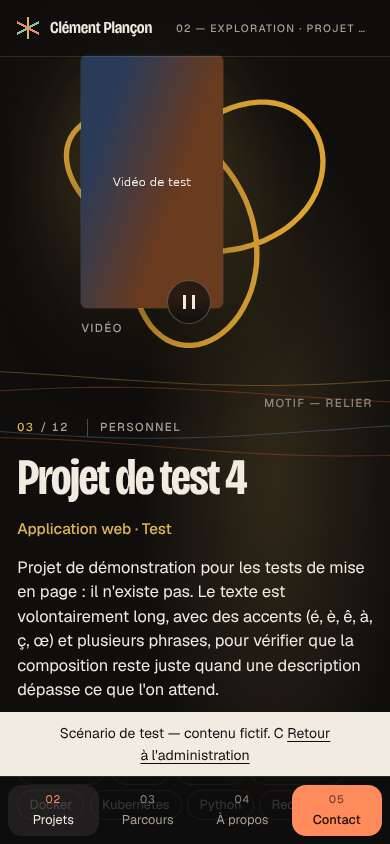 Clément Plançon
02 — EXPLORATION · PROJET …
Vidéo de test
VIDÉO
MOTIF — RELIER
03 / 12 PERSONNEL
Projet de test 4
Application web · Test
Projet de démonstration pour les tests de mise
en page : il n'existe pas. Le texte est
volontairement long, avec des accents (é, è, ê, à,
ç, œ) et plusieurs phrases, pour vérifier que la
composition reste juste quand une description
dépasse ce que l'on attend.
Scénario de test — contenu fictif. C Retour
à l'administration
Docker Kubernetes Python
02 03 04 05
Projets Parcours À propos Contact